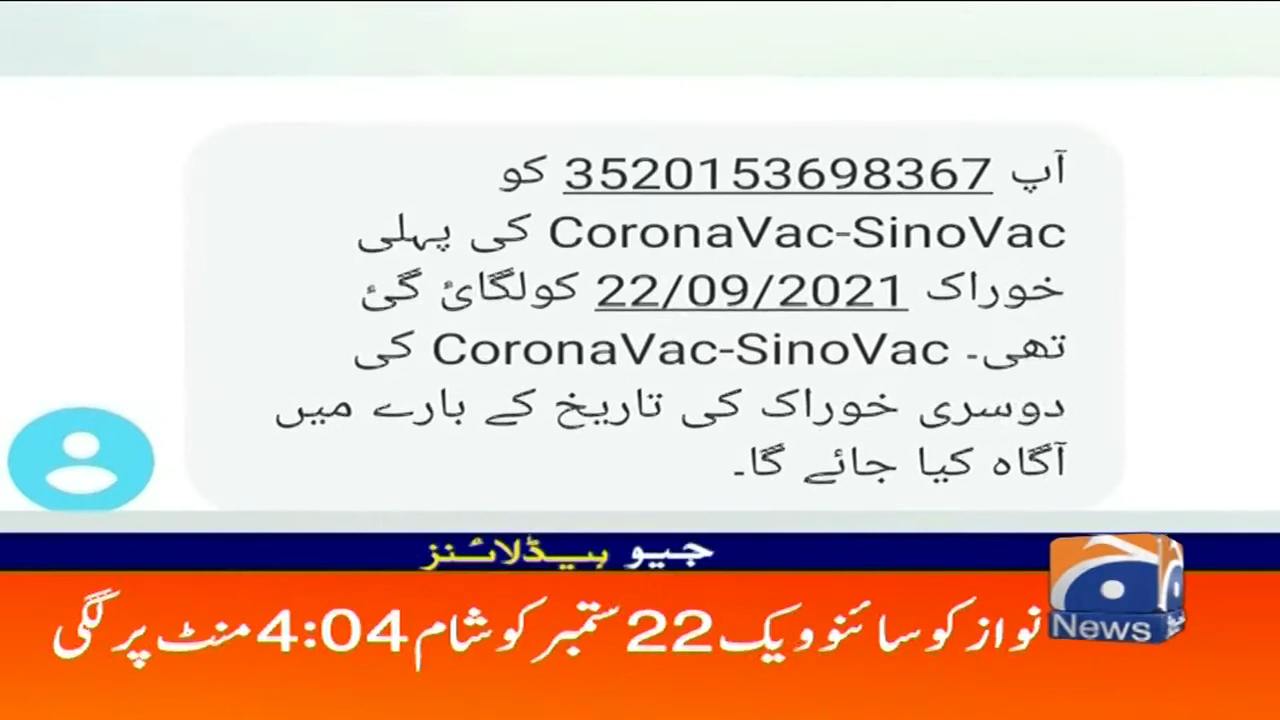 آپ 3520153698367 کو
CoronaVac-SinoVac کی پہلی
خوراک 22/09/2021 کولگائ گئ
تھی۔ CoronaVac-SinoVac کی
دوسری خوراک کی تاریخ کے بارے میں
آگاہ کیا جائے گا۔
جیو ہیڈلائنز
نواز کو سائنوویک 22 ستمبر کو شام 4:04 منٹ پر لگی
News